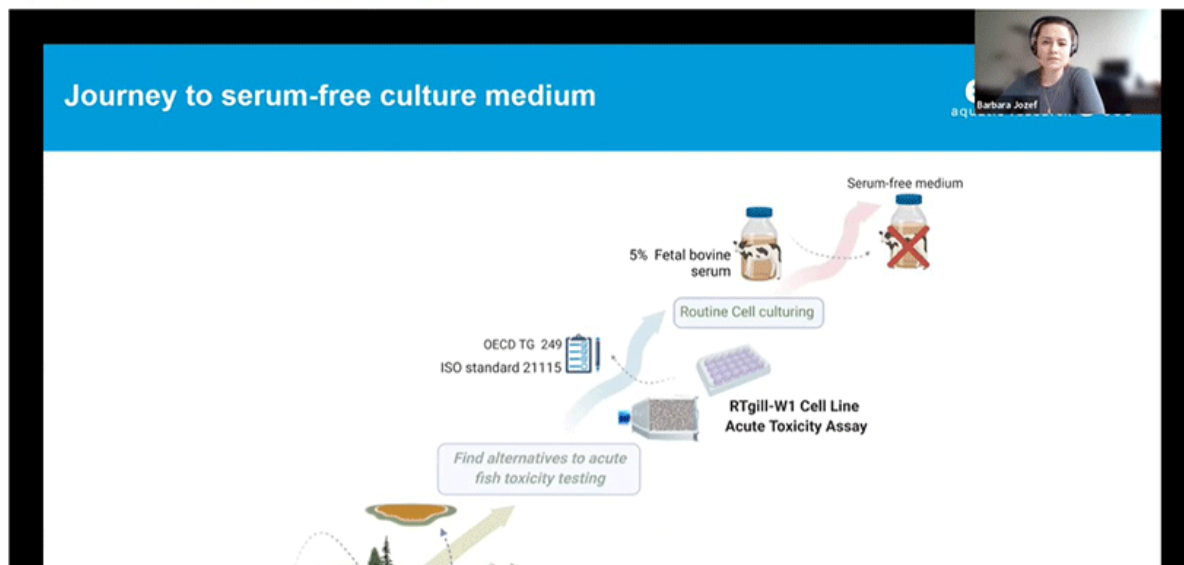 Journey to serum-free culture medium
Barbara Jozef
Serum-free medium
5% Fetal bovine
serum
Routine Cell culturing
OECD TG 249
ISO standard 21115
RTgill-W1 Cell Line
Acute Toxicity Assay
Find alternatives to acute
fish toxicity testing